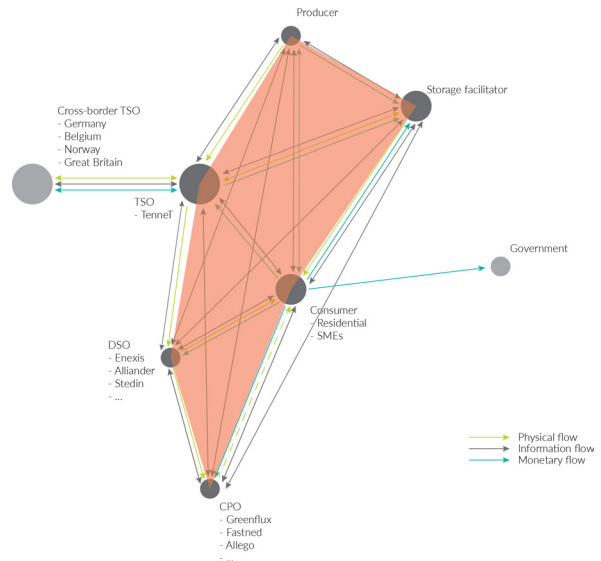 Producer
Storage facilitator
Cross-border TSO
- Germany
- Belgium
- Norway
- Great Britain
TSO
- TenneT
Government
Consumer
- Residential
- SMEs
DSO
- Enexis
- Alliander
- Stedin
- ...
Physical flow
Information flow
Monetary flow
CPO
- Greenflux
- Fastned
- Allego
- ...